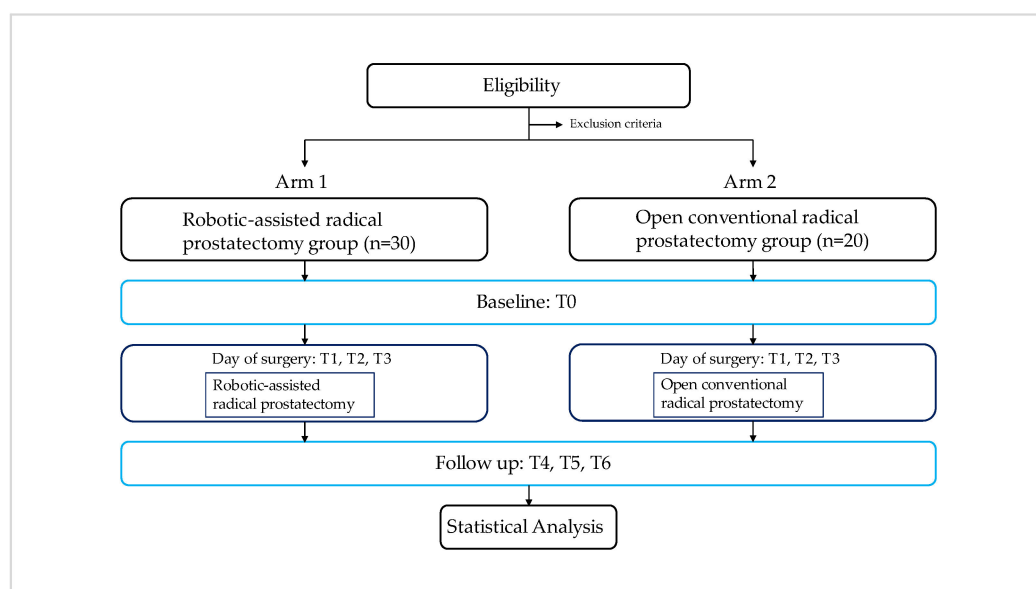 Eligibility
Exclusion criteria
Arm 1
Arm 2
Robotic-assisted radical
prostatectomy group (n=30)
Open conventional radical
prostatectomy group (n=20)
Baseline: T0
Day of surgery: T1, T2, T3
Robotic-assisted
radical prostatectomy
Day of surgery: T1, T2, T3
Open conventional
radical prostatectomy
Follow up: T4, T5, T6
Statistical Analysis